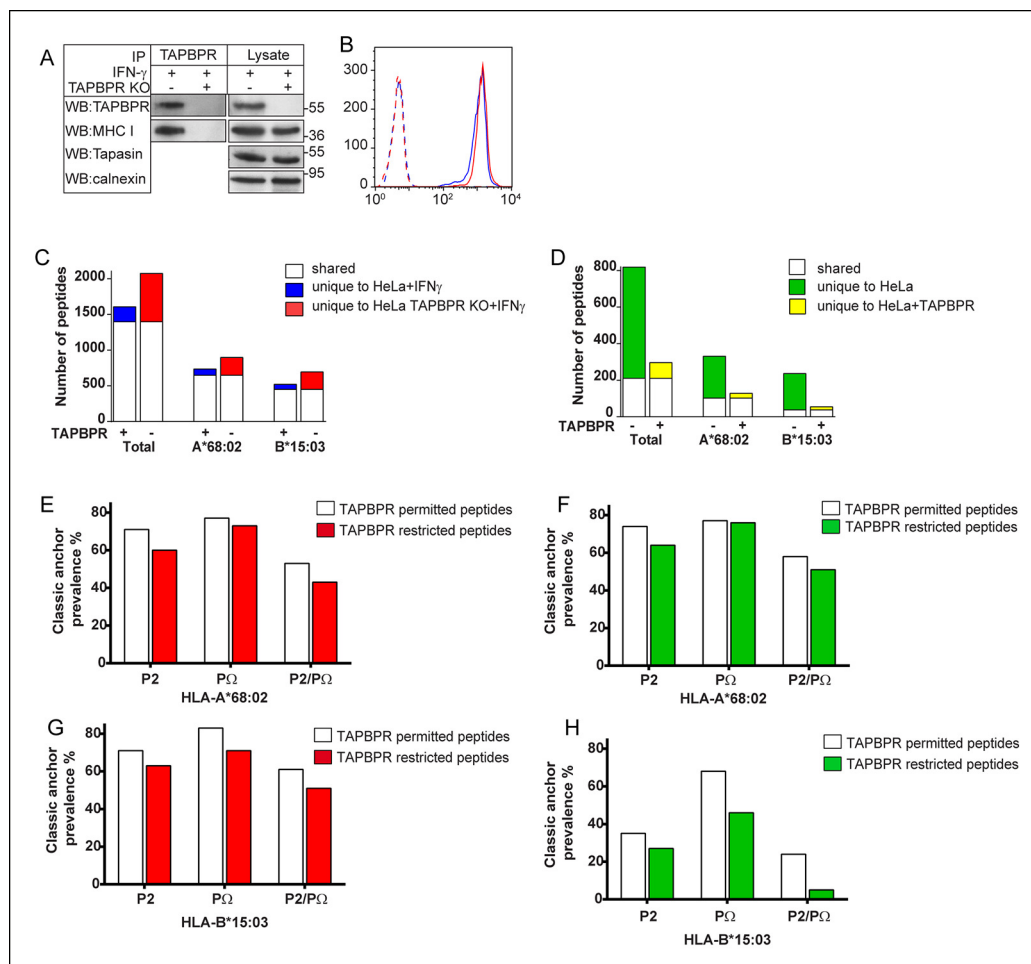 A
IP TAPBPR Lysate
IFN-γ + + + +
TAPBPR KO - + - +
WB:TAPBPR -55
WB:MHC I -36
WB:Tapasin -55
WB:calnexin -95
B
300
200
100
0
10⁰ 10² 10⁴
C
Number of peptides
2000
1500
1000
500
0
shared
unique to HeLa+IFNγ
unique to HeLa TAPBPR KO+IFNγ
TAPBPR + - + - + -
Total A*68:02 B*15:03
D
Number of peptides
800
600
400
200
0
shared
unique to HeLa
unique to HeLa+TAPBPR
TAPBPR - + - + - +
Total A*68:02 B*15:03
E
Classic anchor
prevalence %
80
60
40
20
0
TAPBPR permitted peptides
TAPBPR restricted peptides
P2 PΩ P2/PΩ
HLA-A*68:02
F
Classic anchor
prevalence %
80
60
40
20
0
TAPBPR permitted peptides
TAPBPR restricted peptides
P2 PΩ P2/PΩ
HLA-A*68:02
G
Classic anchor
prevalence %
80
60
40
20
0
TAPBPR permitted peptides
TAPBPR restricted peptides
P2 PΩ P2/PΩ
HLA-B*15:03
H
Classic anchor
prevalence %
80
60
40
20
0
TAPBPR permitted peptides
TAPBPR restricted peptides
P2 PΩ P2/PΩ
HLA-B*15:03